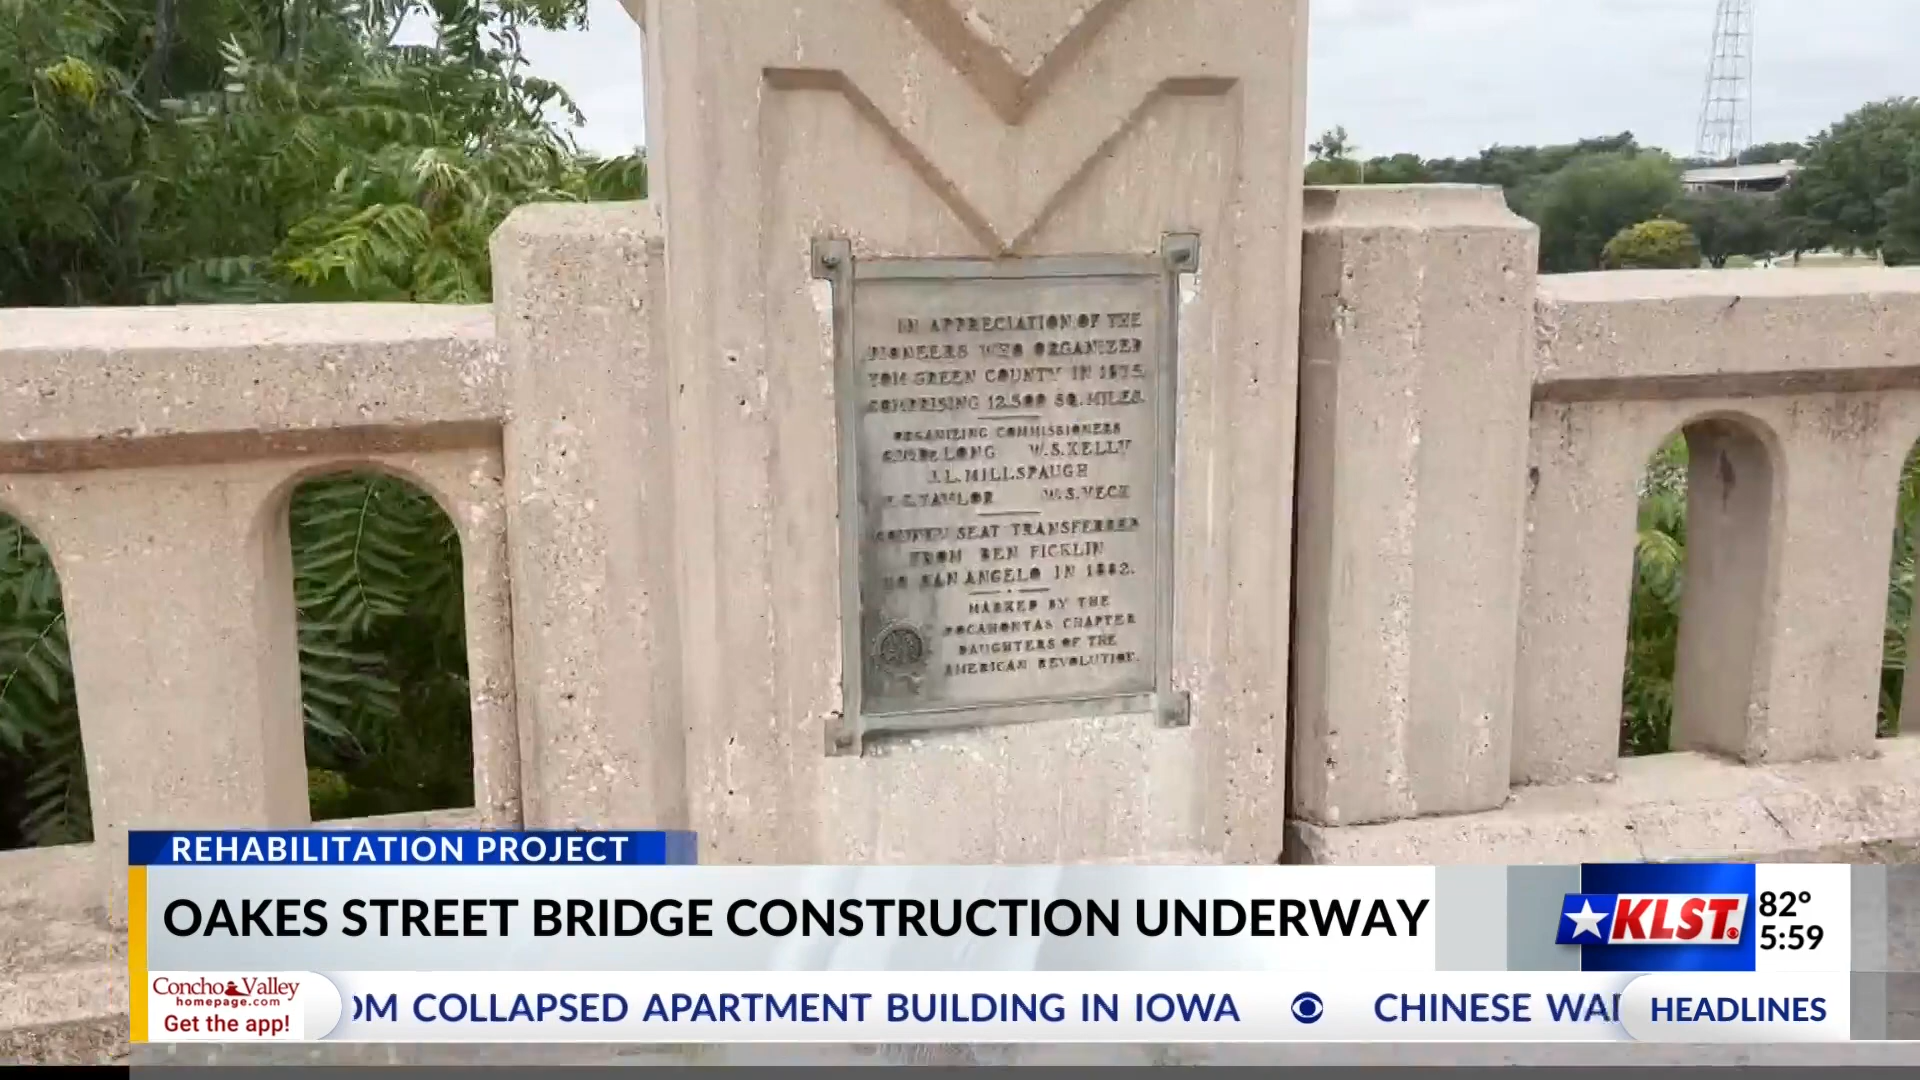 IN APPRECIATION OF THE
PIONEERS WHO ORGANIZED
TOM GREEN COUNTY IN 1875.
COMPRISING 12,500 SQ. MILES.
ORGANIZING COMMISSIONERS
LONG W.S. KELLY
J.L. MILLSPAUGH
TAYLOR W.S. VECK
COUNTY SEAT TRANSFERRED
FROM BEN FICKLIN
TO SAN ANGELO IN 1882.
MARKED BY THE
POCAHONTAS CHAPTER
DAUGHTERS OF THE
AMERICAN REVOLUTION.
REHABILITATION PROJECT
OAKES STREET BRIDGE CONSTRUCTION UNDERWAY
KLST
82°
5:59
Concho Valley
homepage.com
Get the app!
OM COLLAPSED APARTMENT BUILDING IN IOWA CHINESE WA
HEADLINES